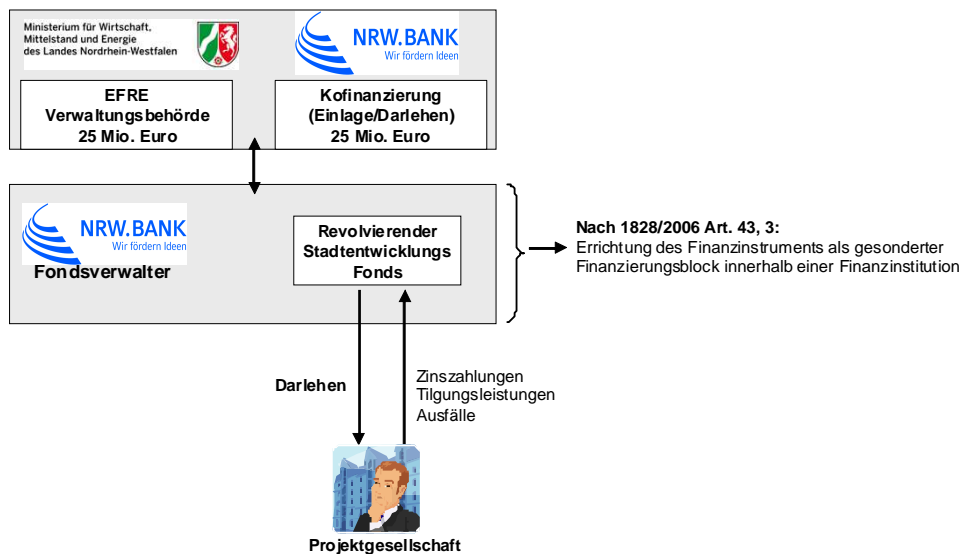 Ministerium für Wirtschaft,
Mittelstand und Energie
des Landes Nordrhein-Westfalen
NRW.BANK
Wir fördern Ideen
EFRE
Verwaltungsbehörde
25 Mio. Euro
Kofinanzierung
(Einlage/Darlehen)
25 Mio. Euro
NRW.BANK
Wir fördern Ideen
Fondsverwalter
Revolvierender
Stadtentwicklungs
Fonds
Nach 1828/2006 Art. 43, 3:
Errichtung des Finanzinstruments als gesonderter
Finanzierungsblock innerhalb einer Finanzinstitution
Darlehen
Zinszahlungen
Tilgungsleistungen
Ausfälle
Projektgesellschaft